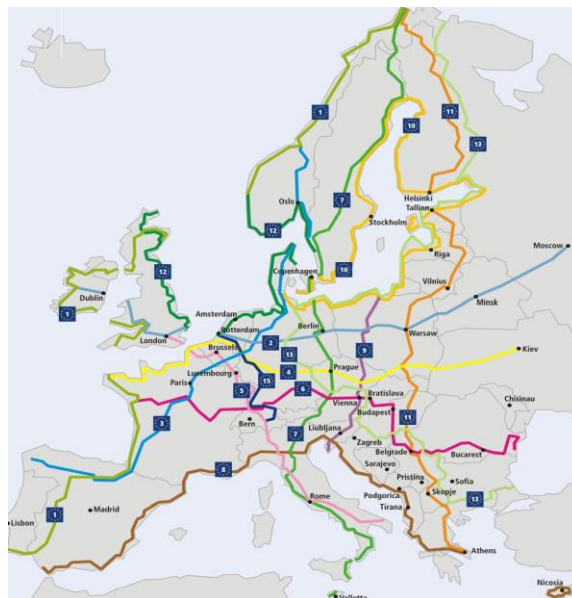 1
11
10
13
7
Oslo
Helsinki
Tallinn
12
Stockholm
12
Moscow
Riga
Copenhagen
10
Dublin
Vilnius
Minsk
1
Amsterdam
Rotterdam
Berlin
Warsaw
London
2
Brussels
13
9
Kiev
Luxembourg
15
4
Prague
Paris
5
6
Vienna
Bratislava
Chisinau
3
Bern
7
Budapest
11
Liubljana
Zagreb
Belgrade
Bucarest
8
Sarajevo
Pristina
Sofia
13
Rome
Podgorica
Skopje
Madrid
Tirana
1
Lisbon
Athens
Nicosia
Valletta